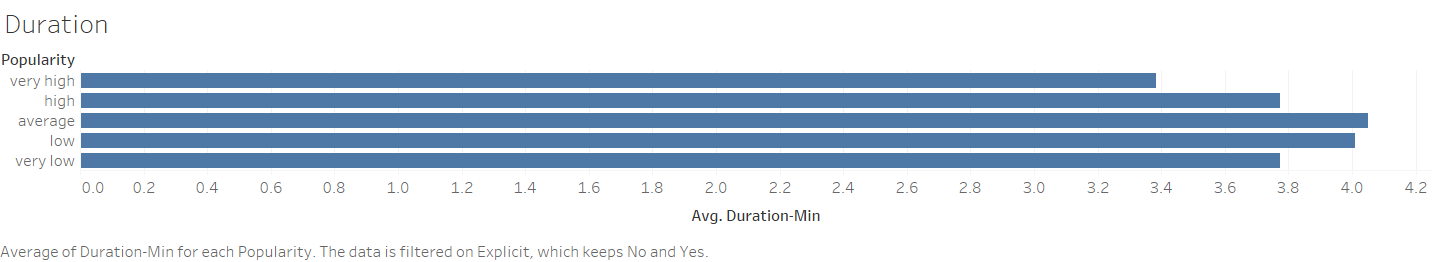 Duration
Popularity
very high
high
average
low
very low
0.0 0.2 0.4 0.6 0.8 1.0 1.2 1.4 1.6 1.8 2.0 2.2 2.4 2.6 2.8 3.0 3.2 3.4 3.6 3.8 4.0 4.2
Avg. Duration-Min
Average of Duration-Min for each Popularity. The data is filtered on Explicit, which keeps No and Yes.